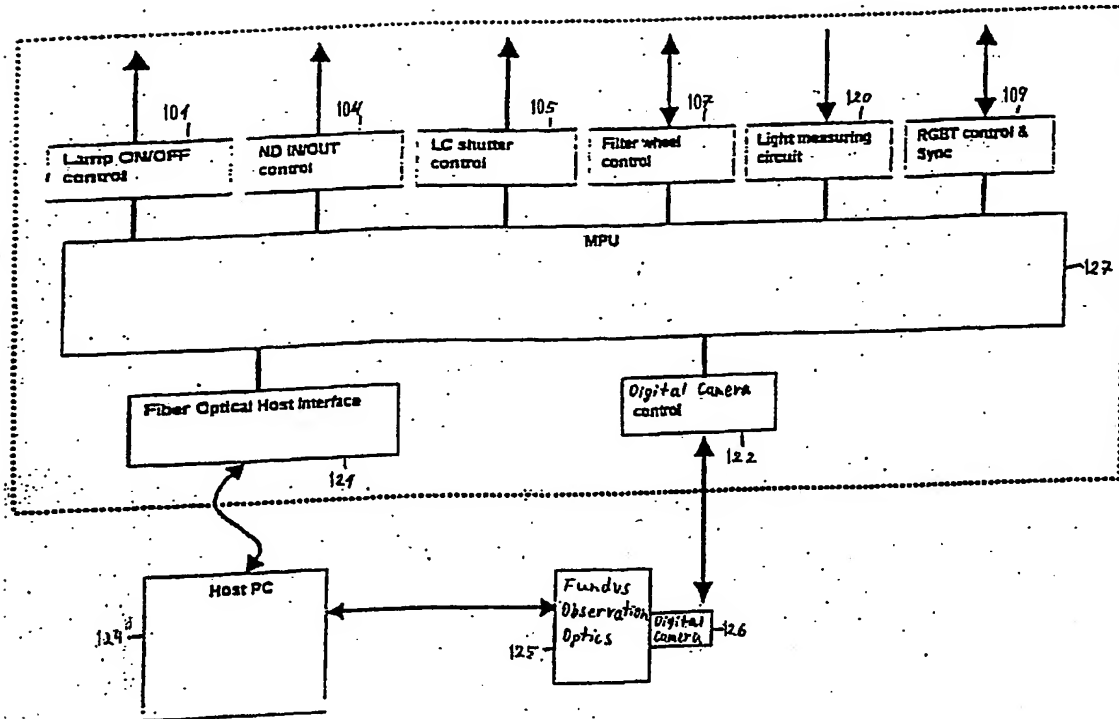 101
104
105
107
120
109
Lamp ON/OFF
control
ND IN/OUT
control
LC shutter
control
Filter wheel
control
Light measuring
circuit
RGBT control &
Sync
MPU
127
Fiber Optical Host Interface
121
Digital Camera
control
122
Host PC
Fundus
Observation
Optics
125
Digital
Camera
126